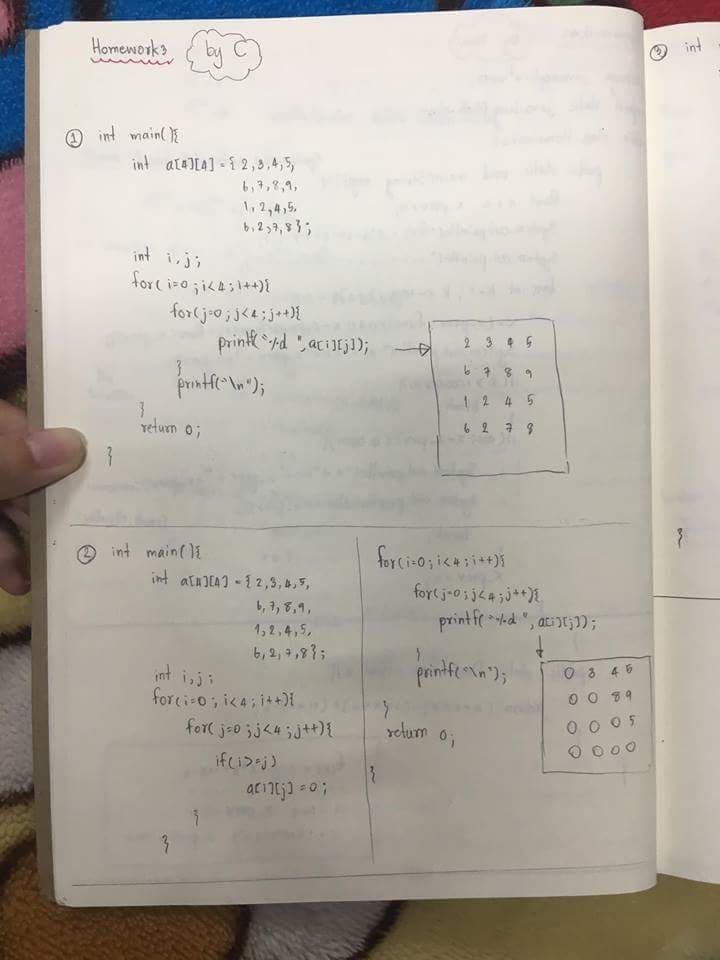 Homework3 by C
① int main(){
int a[4][4] = { 2,3,4,5,
6,7,8,9,
1,2,4,5,
6,2,7,8 };
int i,j;
for(i=0;i<4;i++){
for(j=0;j<4;j++){
printf("%d ",a[i][j]);
}
printf("\n");
}
return 0;
}
2 3 4 5
6 7 8 9
1 2 4 5
6 2 7 8
② int main(){
int a[4][4] = { 2,3,4,5,
6,7,8,9,
1,2,4,5,
6,2,7,8 };
int i,j;
for(i=0; i<4; i++){
for(j=0;j<4;j++){
if(i>=j)
a[i][j] = 0;
}
}
for(i=0;i<4;i++){
for(j=0;j<4;j++){
printf("%d ",a[i][j]);
}
printf("\n");
}
return 0;
}
0 3 4 5
0 0 8 9
0 0 0 5
0 0 0 0
③ int
}